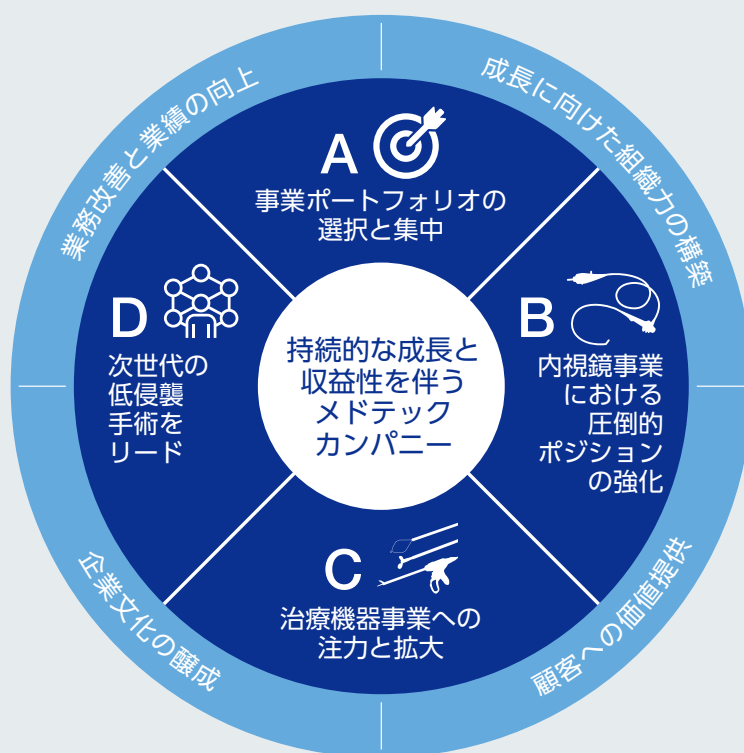 業務改善と業績の向上
成長に向けた組織力の構築
A
事業ポートフォリオの
選択と集中
D
次世代の
低侵襲
手術を
リード
持続的な成長と
収益性を伴う
メドテック
カンパニー
B
内視鏡事業
における
圧倒的
ポジション
の強化
C
治療機器事業への
注力と拡大
企業文化の醸成
顧客への価値提供